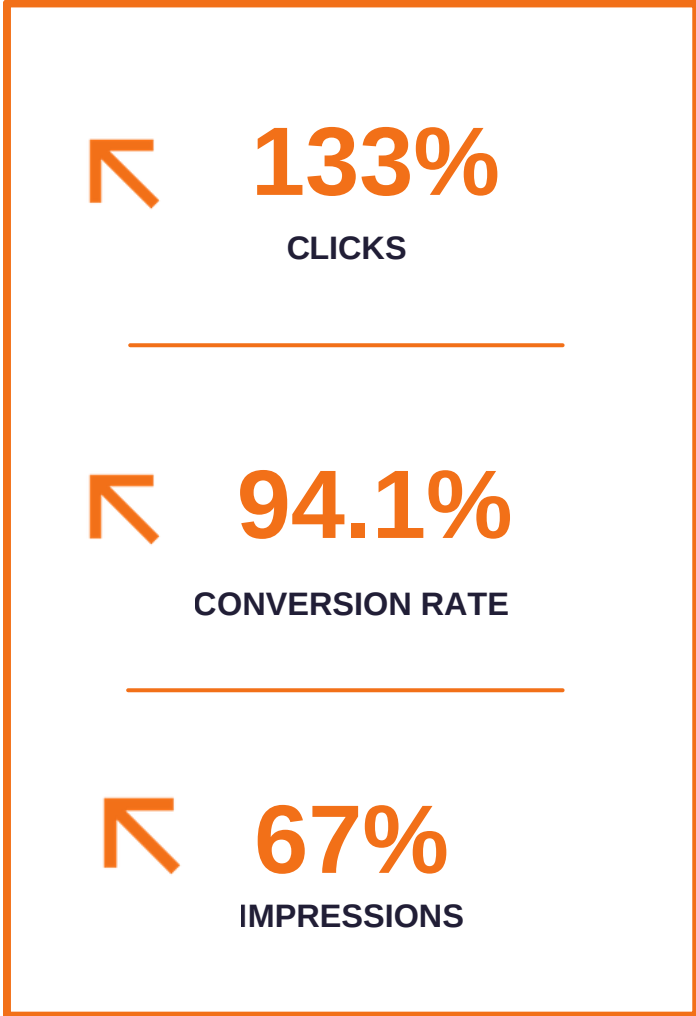 133%
CLICKS
94.1%
CONVERSION RATE
67%
IMPRESSIONS